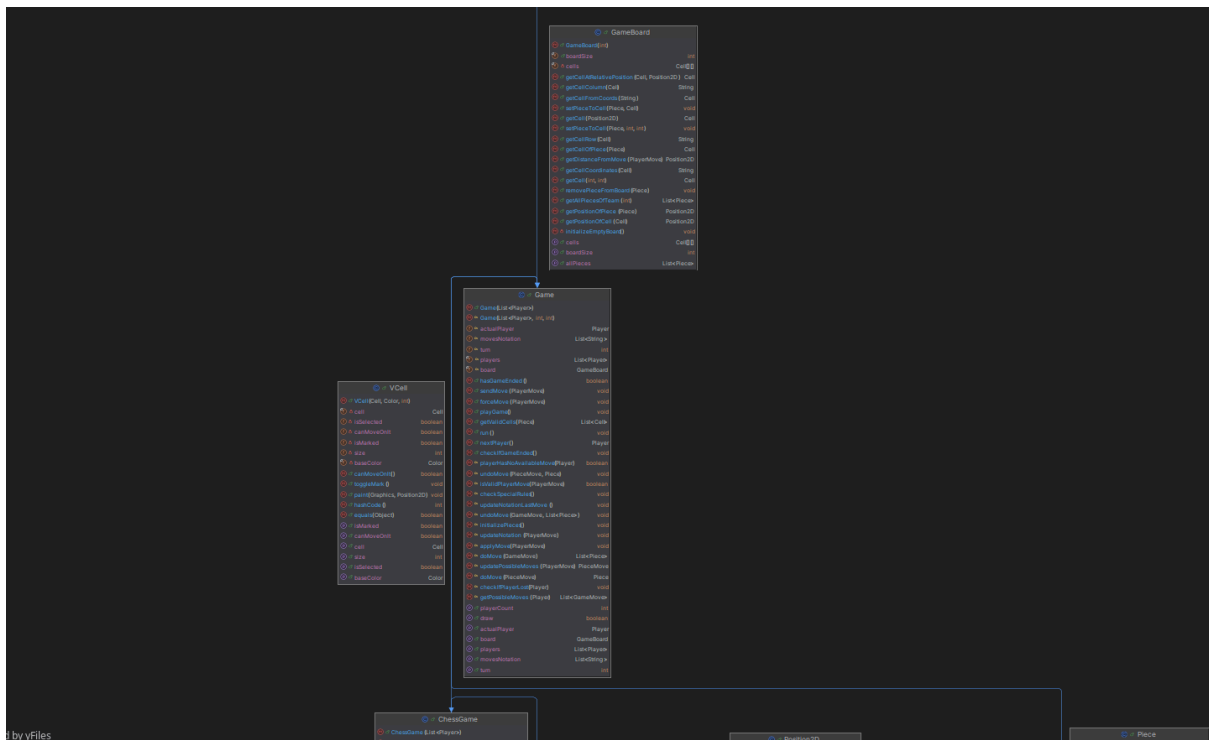 GameBoard
GameBoard(int)
boardSize int
cells Cell[][]
getCellAtRelativePosition(Cell, Position2D) Cell
getCellColumn(Cell) String
getCellFromCoords(String) Cell
setPieceToCell(Piece, Cell) void
getCell(Position2D) Cell
setPieceToCell(Piece, int, int) void
getCellRow(Cell) String
getCellOfPiece(Piece) Cell
getDistanceFromMove(PlayerMove) Position2D
getCellCoordinates(Cell) String
getCell(int, int) Cell
removePieceFromBoard(Piece) void
getAllPiecesOfTeam(int) List<Piece>
getPositionOfPiece(Piece) Position2D
getPositionOfCell(Cell) Position2D
initializeEmptyBoard()  void
cells Cell[][]
boardSize int
allPieces List<Piece>
Game
Game(List<Player>)
Game(List<Player>, int, int)
actualPlayer Player
movesNotation List<String>
turn int
players List<Player>
board GameBoard
hasGameEnded() boolean
sendMove(PlayerMove) void
forceMove(PlayerMove) void
playGame() void
getValidCells(Piece) List<Cell>
run() void
nextPlayer() Player
checkIfGameEnded() void
playerHasNoAvailableMove(Player) boolean
undoMove(PieceMove, Piece) void
isValidPlayerMove(PlayerMove) boolean
checkSpecialRules() void
updateNotationLastMove() void
undoMove(GameMove, List<Piece>) void
initializePieces() void
updateNotation(PlayerMove) void
applyMove(PlayerMove) void
doMove(GameMove) List<Piece>
updatePossibleMoves(PlayerMove) PieceMove
doMove(PieceMove) Piece
checkIfPlayerLost(Player) void
getPossibleMoves(Player) List<GameMove>
playerCount int
draw boolean
actualPlayer Player
board GameBoard
players List<Player>
movesNotation List<String>
turn int
VCell
VCell(Cell, Color, int)
cell Cell
isSelected boolean
canMoveOnIt boolean
isMarked boolean
size int
baseColor Color
canMoveOnIt() boolean
toggleMark() void
paint(Graphics, Position2D) void
hashCode() int
equals(Object) boolean
isMarked boolean
canMoveOnIt boolean
cell Cell
size int
isSelected boolean
baseColor Color
ChessGame
ChessGame(List<Player>)
Position2D
Piece
d by yFiles